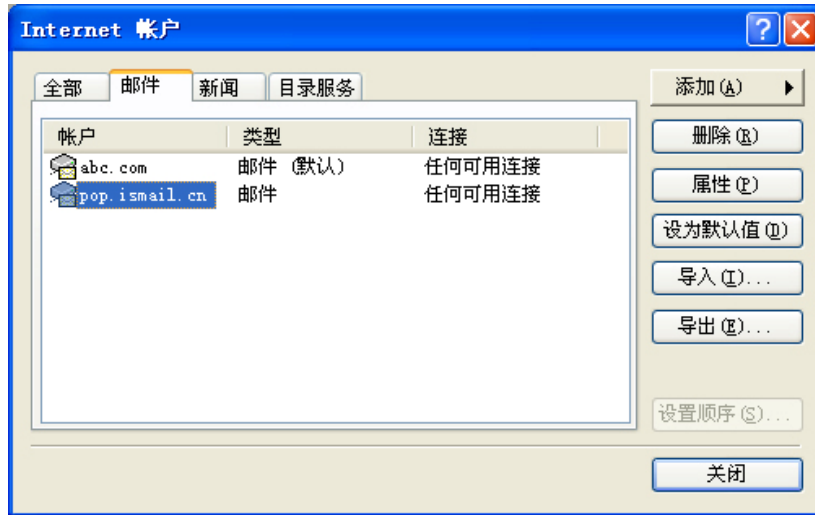 Internet 帐户
全部 邮件 新闻 目录服务
添加(A)
帐户 类型 连接
删除(R)
abc.com 邮件 (默认) 任何可用连接
pop.ismail.cn 邮件 任何可用连接
属性(P)
设为默认值(D)
导入(I)...
导出(E)...
设置顺序(S)...
关闭